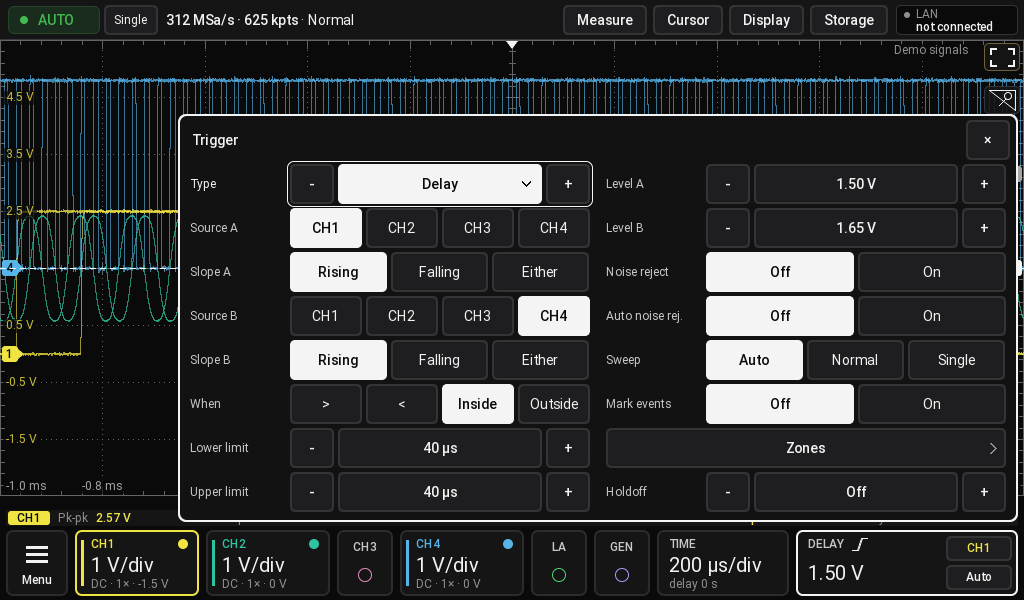 AUTO
Single
312 MSa/s · 625 kpts · Normal
Measure
Cursor
Display
Storage
LAN
not connected
Demo signals
4.5 V
3.5 V
2.5 V
0.5 V
-0.5 V
-1.5 V
-1.0 ms
-0.8 ms
4
1
Trigger
×
Type
-
Delay
+
Level A
-
1.50 V
+
Source A
CH1
CH2
CH3
CH4
Level B
-
1.65 V
+
Slope A
Rising
Falling
Either
Noise reject
Off
On
Source B
CH1
CH2
CH3
CH4
Auto noise rej.
Off
On
Slope B
Rising
Falling
Either
Sweep
Auto
Normal
Single
When
>
<
Inside
Outside
Mark events
Off
On
Lower limit
-
40 µs
+
Zones
Upper limit
-
40 µs
+
Holdoff
-
Off
+
CH1
Pk-pk
2.57 V
Menu
CH1
1 V/div
DC · 1× · -1.5 V
CH2
1 V/div
DC · 1× · 0 V
CH3
CH4
1 V/div
DC · 1× · 0 V
LA
GEN
TIME
200 µs/div
delay 0 s
DELAY
1.50 V
CH1
Auto